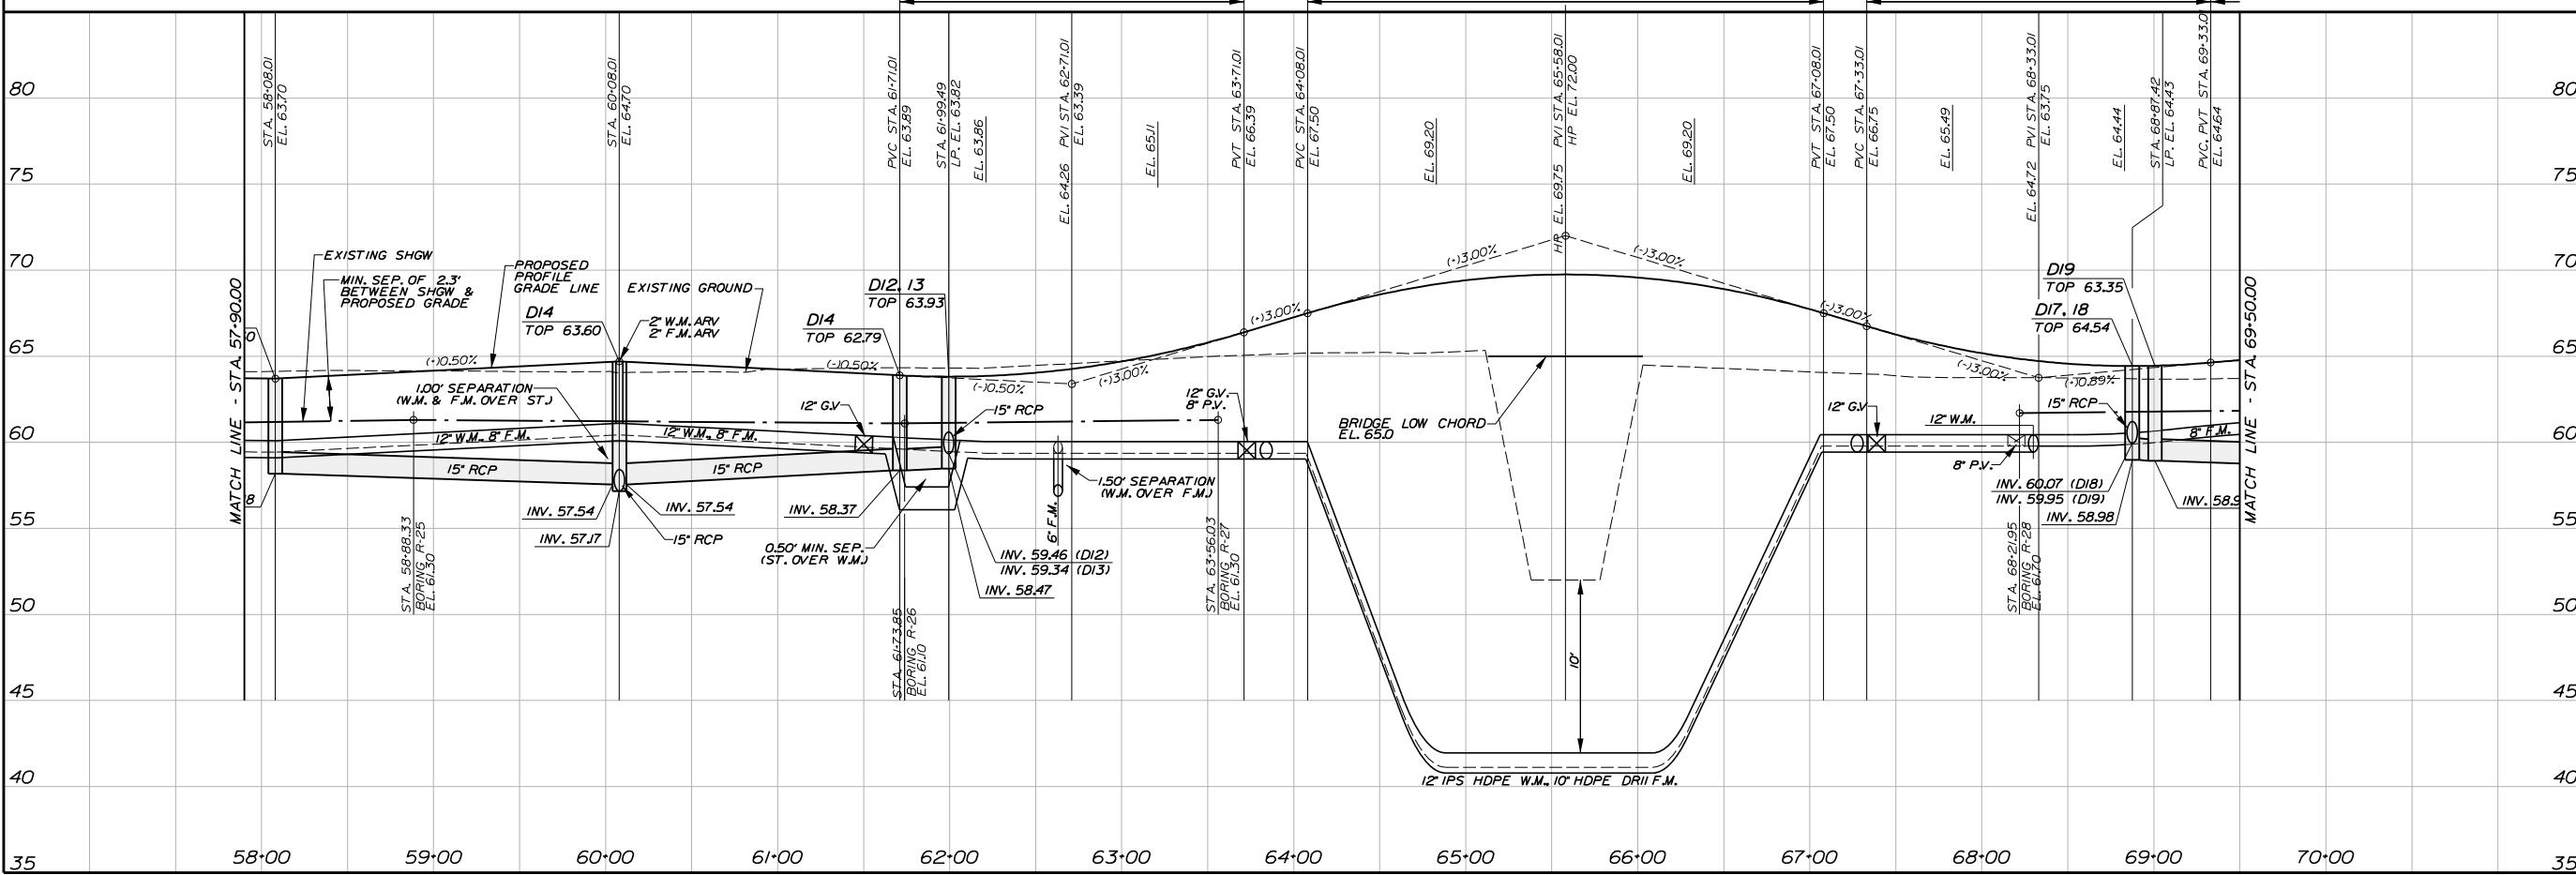 80
75
70
65
60
55
50
45
40
35
STA. 58+08.01
EL. 63.70
STA. 60+08.01
EL. 64.70
PVC STA. 61+71.01
EL. 63.89
STA. 61+99.49
LP. EL. 63.82
EL. 63.86
EL. 64.26 PVI STA. 62+71.01
EL. 63.39
EL. 65.11
PVT STA. 63+71.01
EL. 66.39
PVC STA. 64+08.01
EL. 67.50
EL. 69.20
HP EL. 69.75 PVI STA. 65+58.01
HP EL. 72.00
EL. 69.20
PVT STA. 67+08.01
EL. 67.50
PVC STA. 67+33.01
EL. 66.75
EL. 65.49
EL. 64.72 PVI STA. 68+33.01
EL. 63.75
EL. 64.44
STA. 68+87.42
LP. EL. 64.43
PVC, PVT STA. 69+33.01
EL. 64.64
80
75
70
65
60
55
50
45
40
35
MATCH LINE - STA. 57+90.00
EXISTING SHGW
MIN. SEP. OF 2.3'
BETWEEN SHGW &
PROPOSED GRADE
PROPOSED
PROFILE
GRADE LINE
EXISTING GROUND
D14
TOP 63.60
2" W.M. ARV
2" F.M. ARV
D14
TOP 62.79
D12, 13
TOP 63.93
(+)0.50%
(-)0.50%
(-)0.50%
(+)3.00%
(+)3.00%
(+)3.00%
(-)3.00%
(-)3.00%
(-)3.00%
(+)0.89%
1.00' SEPARATION
(W.M. & F.M. OVER ST.)
12" W.M., 8" F.M.
12" W.M., 8" F.M.
15" RCP
15" RCP
12" G.V
15" RCP
12" G.V.
8" P.V.
1.50' SEPARATION
(W.M. OVER F.M.)
6" F.M.
INV. 57.54
INV. 57.17
INV. 57.54
15" RCP
INV. 58.37
0.50' MIN. SEP.
(ST. OVER W.M.)
INV. 59.46 (D12)
INV. 59.34 (D13)
INV. 58.47
STA. 58+88.33
BORING R-25
EL. 61.30
STA. 61+73.85
BORING R-26
EL. 61.10
STA. 63+56.03
BORING R-27
EL. 61.30
BRIDGE LOW CHORD
EL. 65.0
10'
12" IPS HDPE W.M., 10" HDPE DR11 F.M.
12" G.V
12" W.M.
8" P.V.
15" RCP
8" F.M.
D19
TOP 63.35
D17, 18
TOP 64.54
INV. 60.07 (D18)
INV. 59.95 (D19)
INV. 58.98
INV. 58.9
STA. 68+21.95
BORING R-28
EL. 61.70
MATCH LINE - STA. 69+50.00
58+00
59+00
60+00
61+00
62+00
63+00
64+00
65+00
66+00
67+00
68+00
69+00
70+00